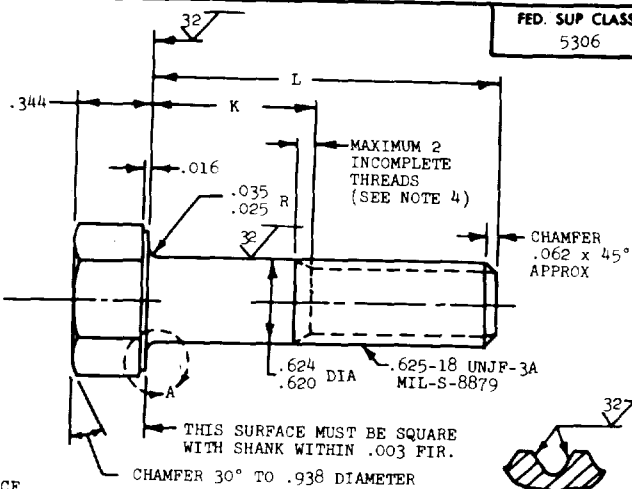 32
FED. SUP CLASS
5306
L
.344
K
.016
MAXIMUM 2
INCOMPLETE
THREADS
(SEE NOTE 4)
.035
.025 R
32
CHAMFER
.062 x 45°
APPROX
.624
.620 DIA
.625-18 UNJF-3A
MIL-S-8879
A
32
THIS SURFACE MUST BE SQUARE
WITH SHANK WITHIN .003 FIR.
CHAMFER 30° TO .938 DIAMETER